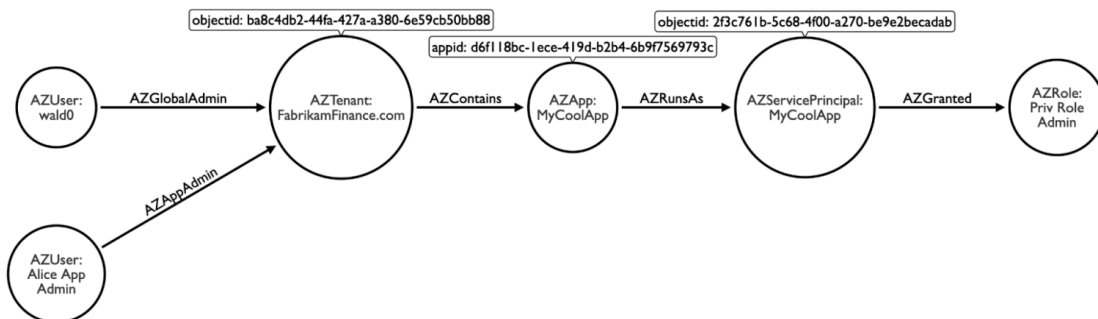 objectid: ba8c4db2-44fa-427a-a380-6e59cb50bb88
objectid: 2f3c761b-5c68-4f00-a270-be9e2becadab
appid: d6f118bc-1ece-419d-b2b4-6b9f7569793c
AZUser:
wald0
AZGlobalAdmin
AZTenant:
FabrikamFinance.com
AZContains
AZApp:
MyCoolApp
AZRunsAs
AZServicePrincipal:
MyCoolApp
AZGranted
AZRole:
Priv Role
Admin
AZAppAdmin
AZUser:
Alice App
Admin